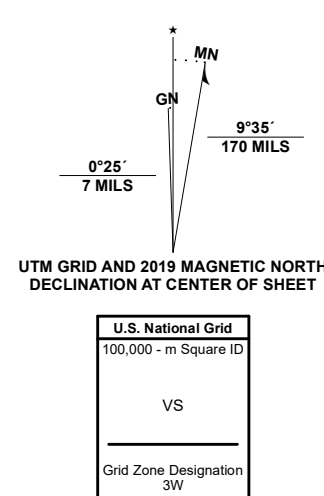 ★
MN
GN
9°35´
170 MILS
0°25´
7 MILS
UTM GRID AND 2019 MAGNETIC NORTH
DECLINATION AT CENTER OF SHEET
U.S. National Grid
100,000 - m Square ID
VS
Grid Zone Designation
3W